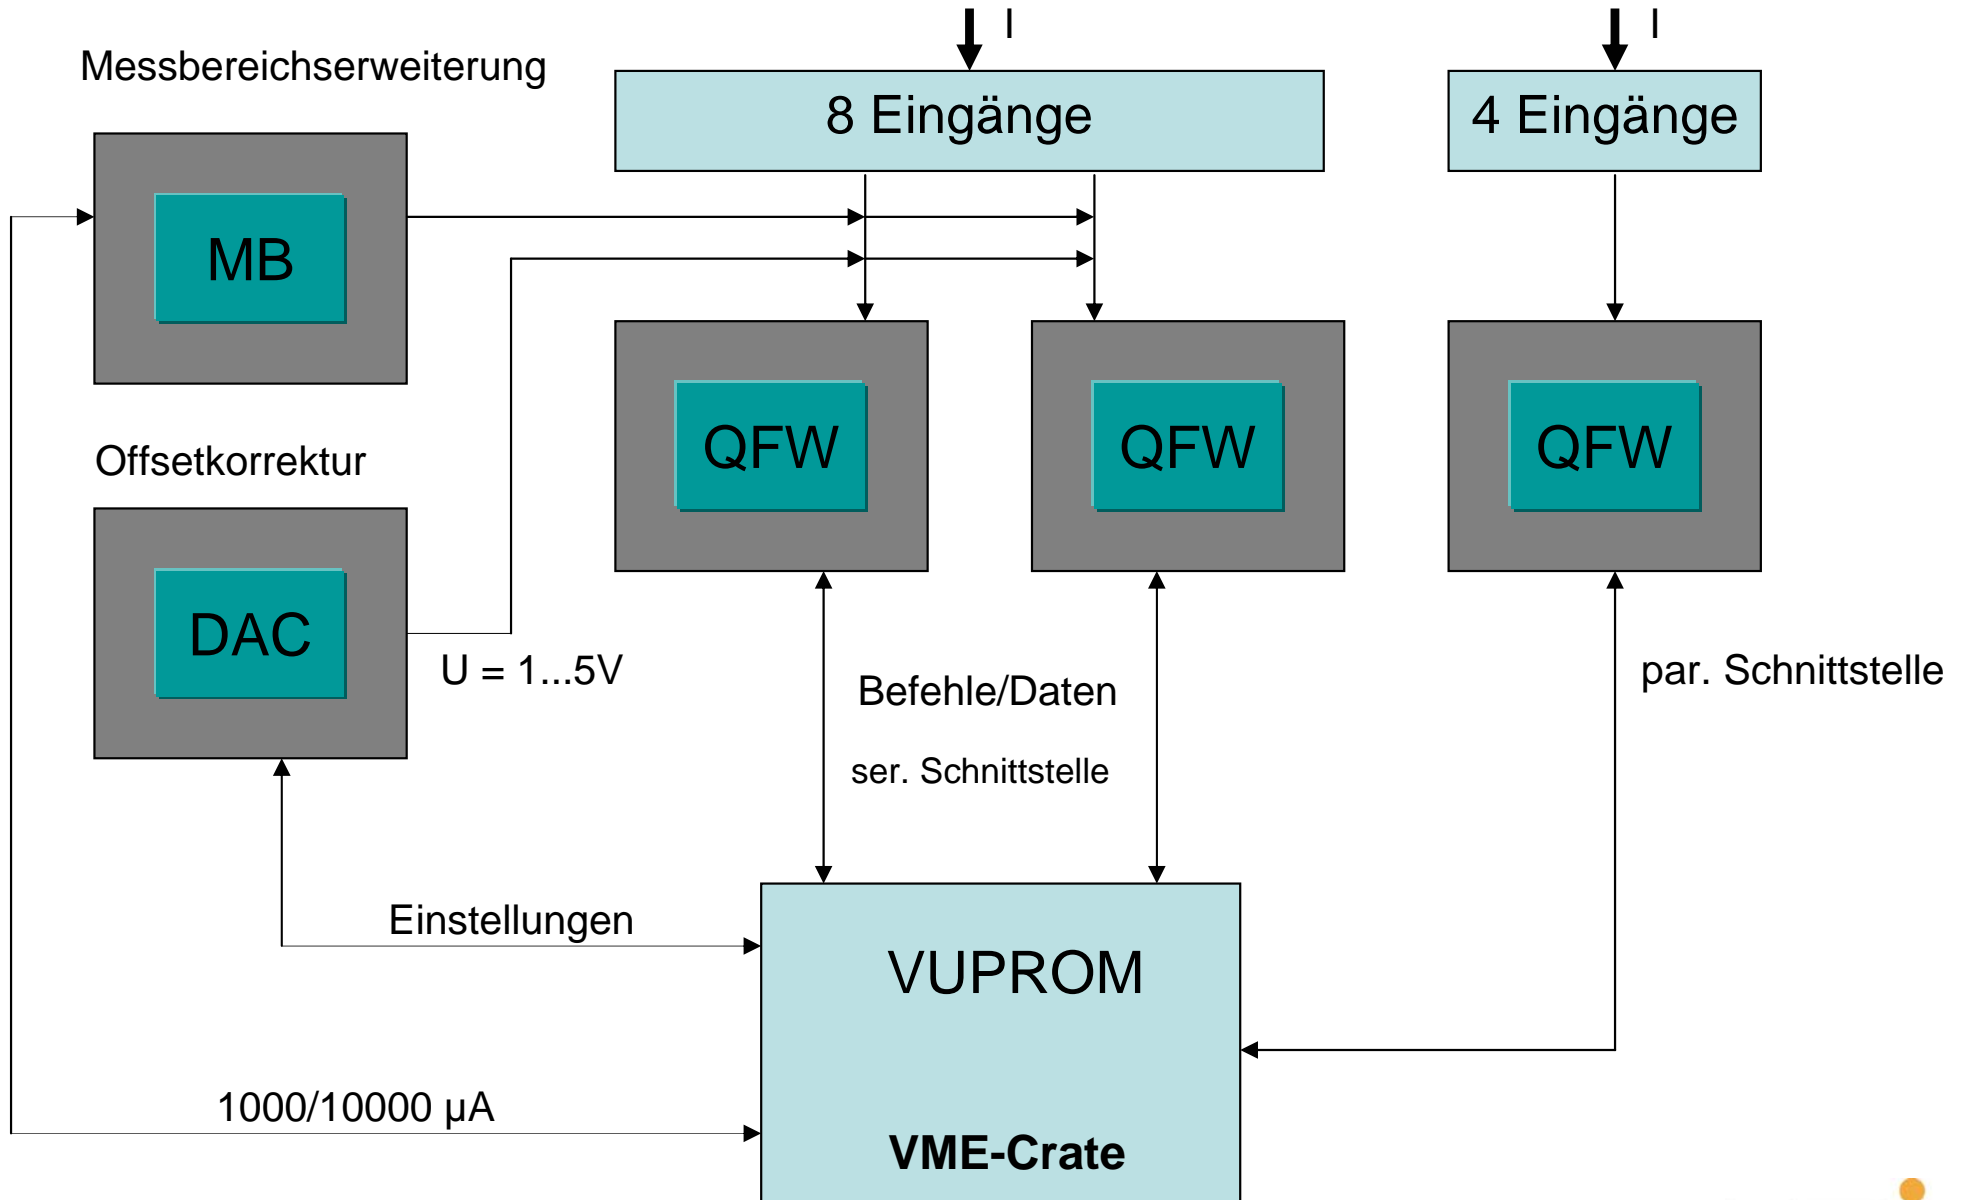 I
I
Messbereichserweiterung
8 Eingänge
4 Eingänge
MB
QFW
QFW
QFW
Offsetkorrektur
DAC
U = 1...5V
Befehle/Daten
par. Schnittstelle
ser. Schnittstelle
Einstellungen
VUPROM
1000/10000 µA
VME-Crate